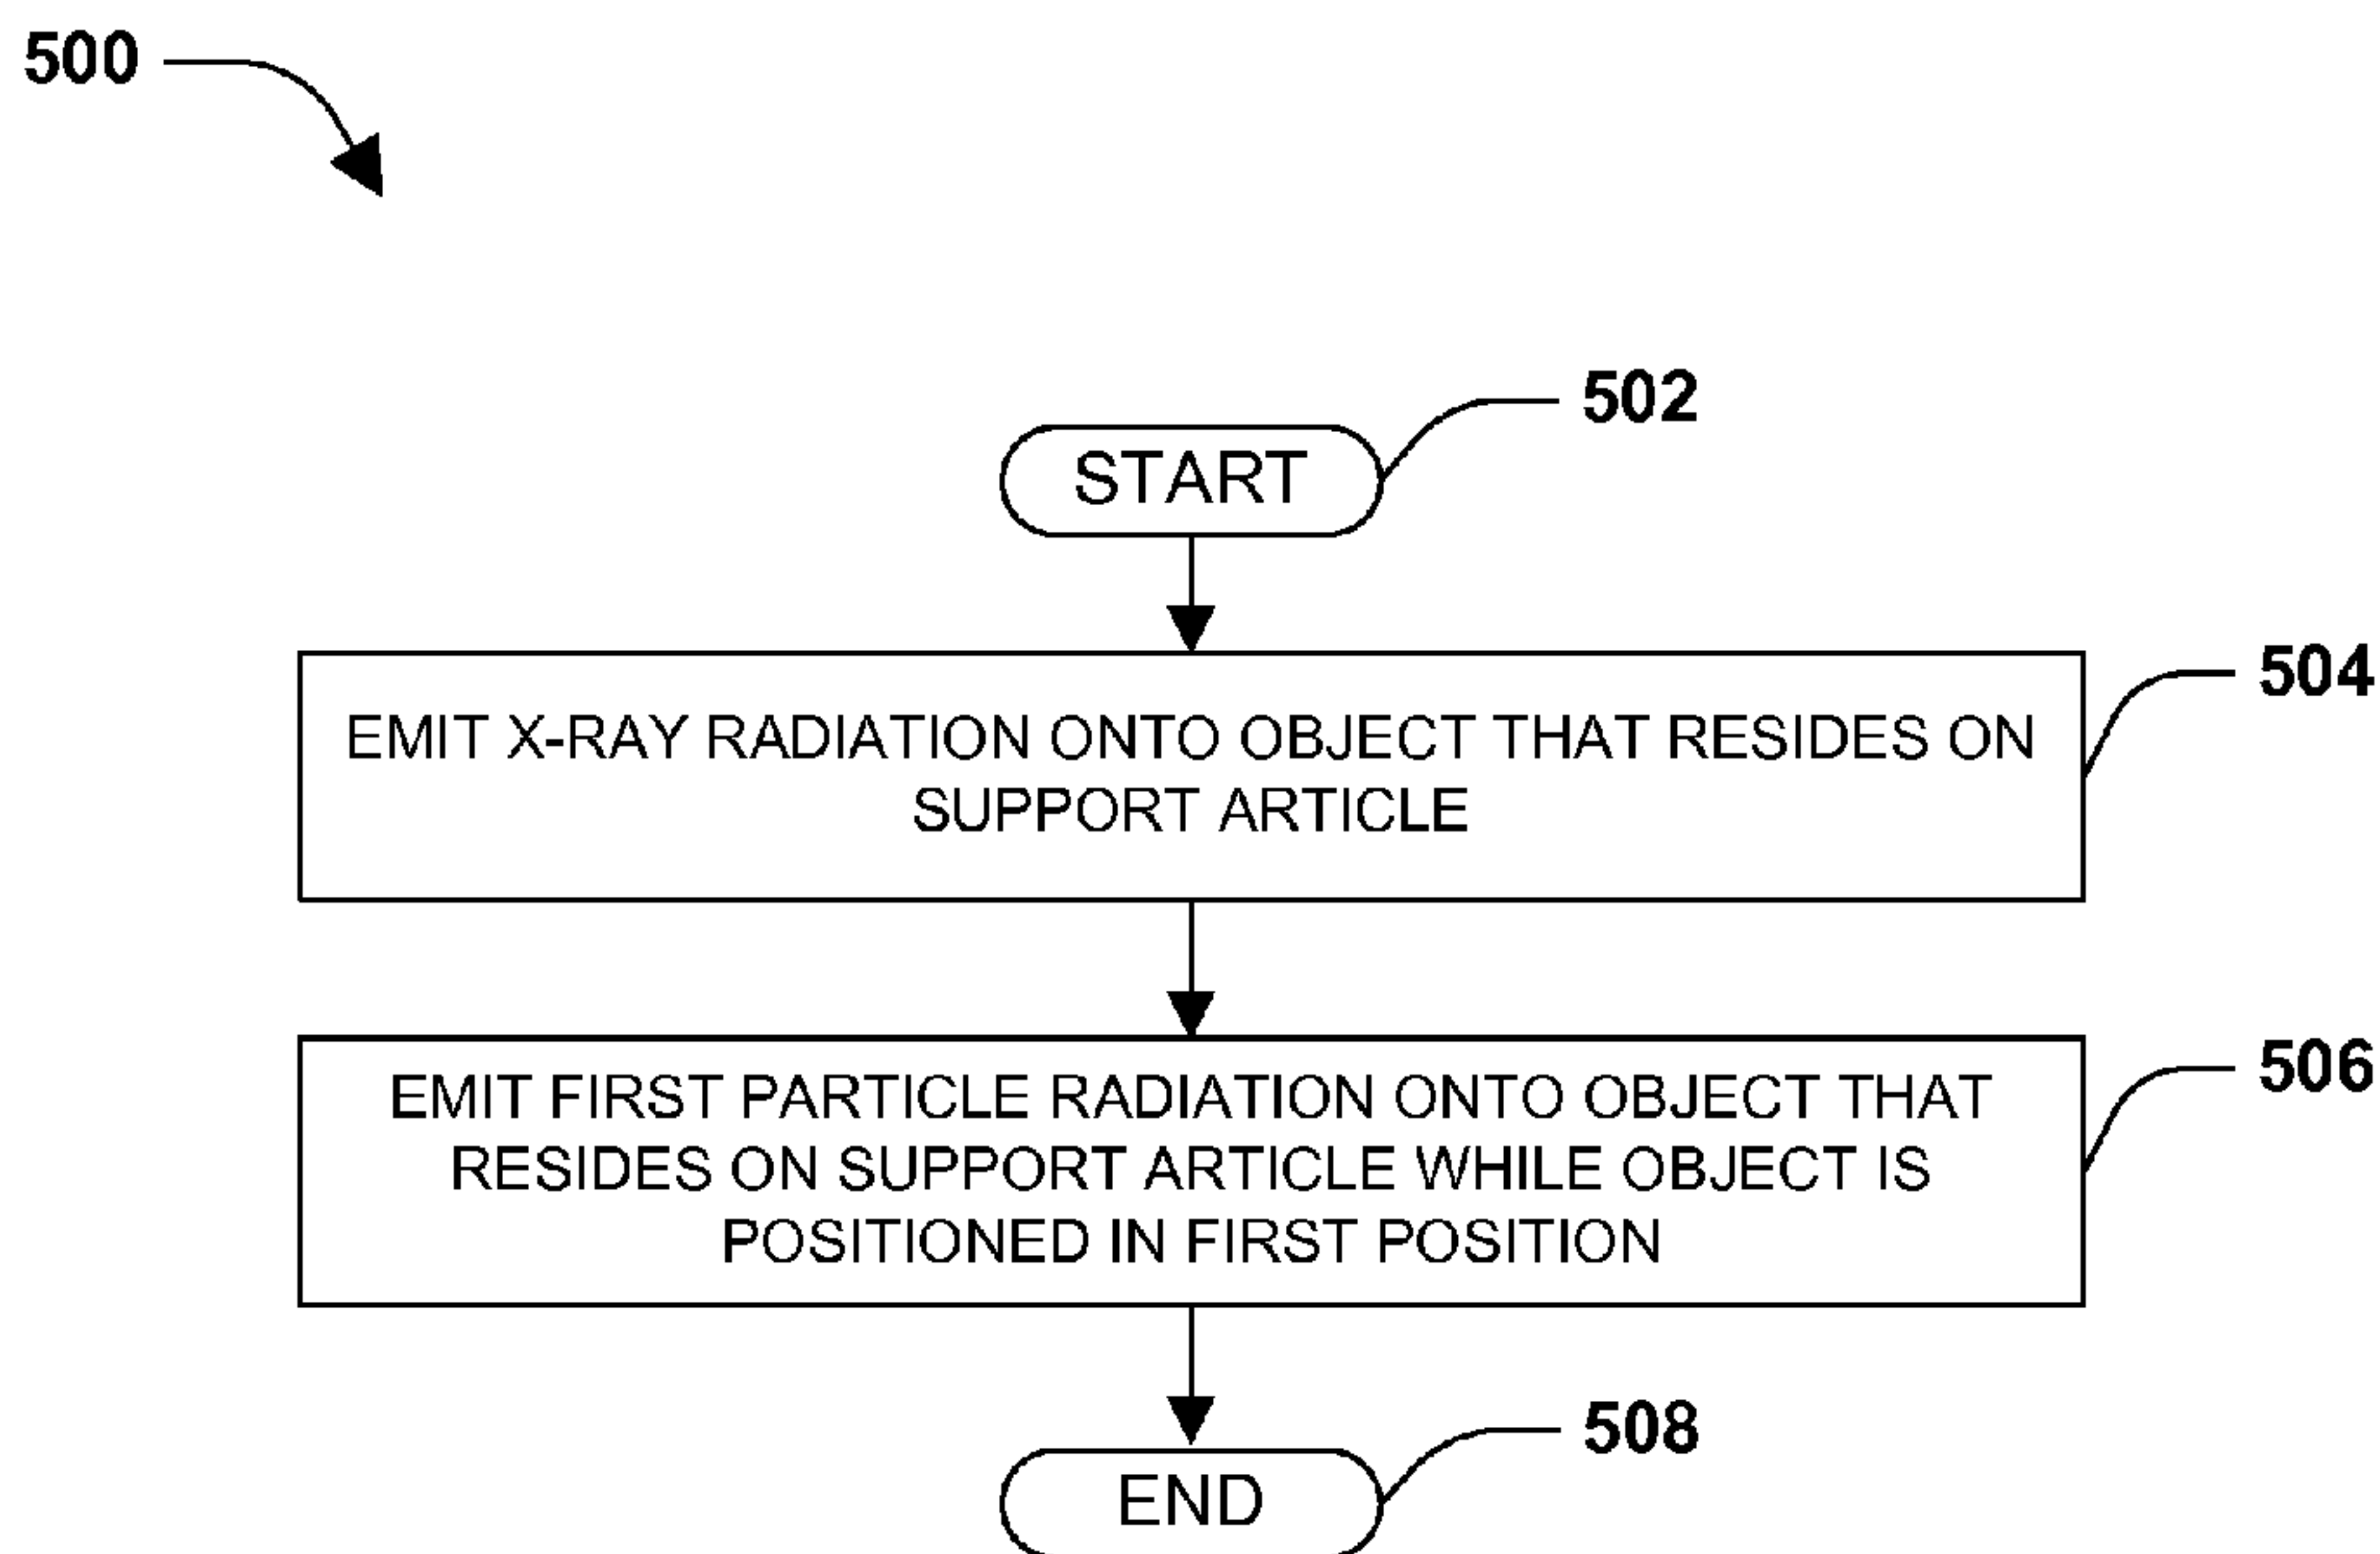 500
502
START
504
EMIT X-RAY RADIATION ONTO OBJECT THAT RESIDES ON
SUPPORT ARTICLE
506
EMIT FIRST PARTICLE RADIATION ONTO OBJECT THAT
RESIDES ON SUPPORT ARTICLE WHILE OBJECT IS
POSITIONED IN FIRST POSITION
508
END